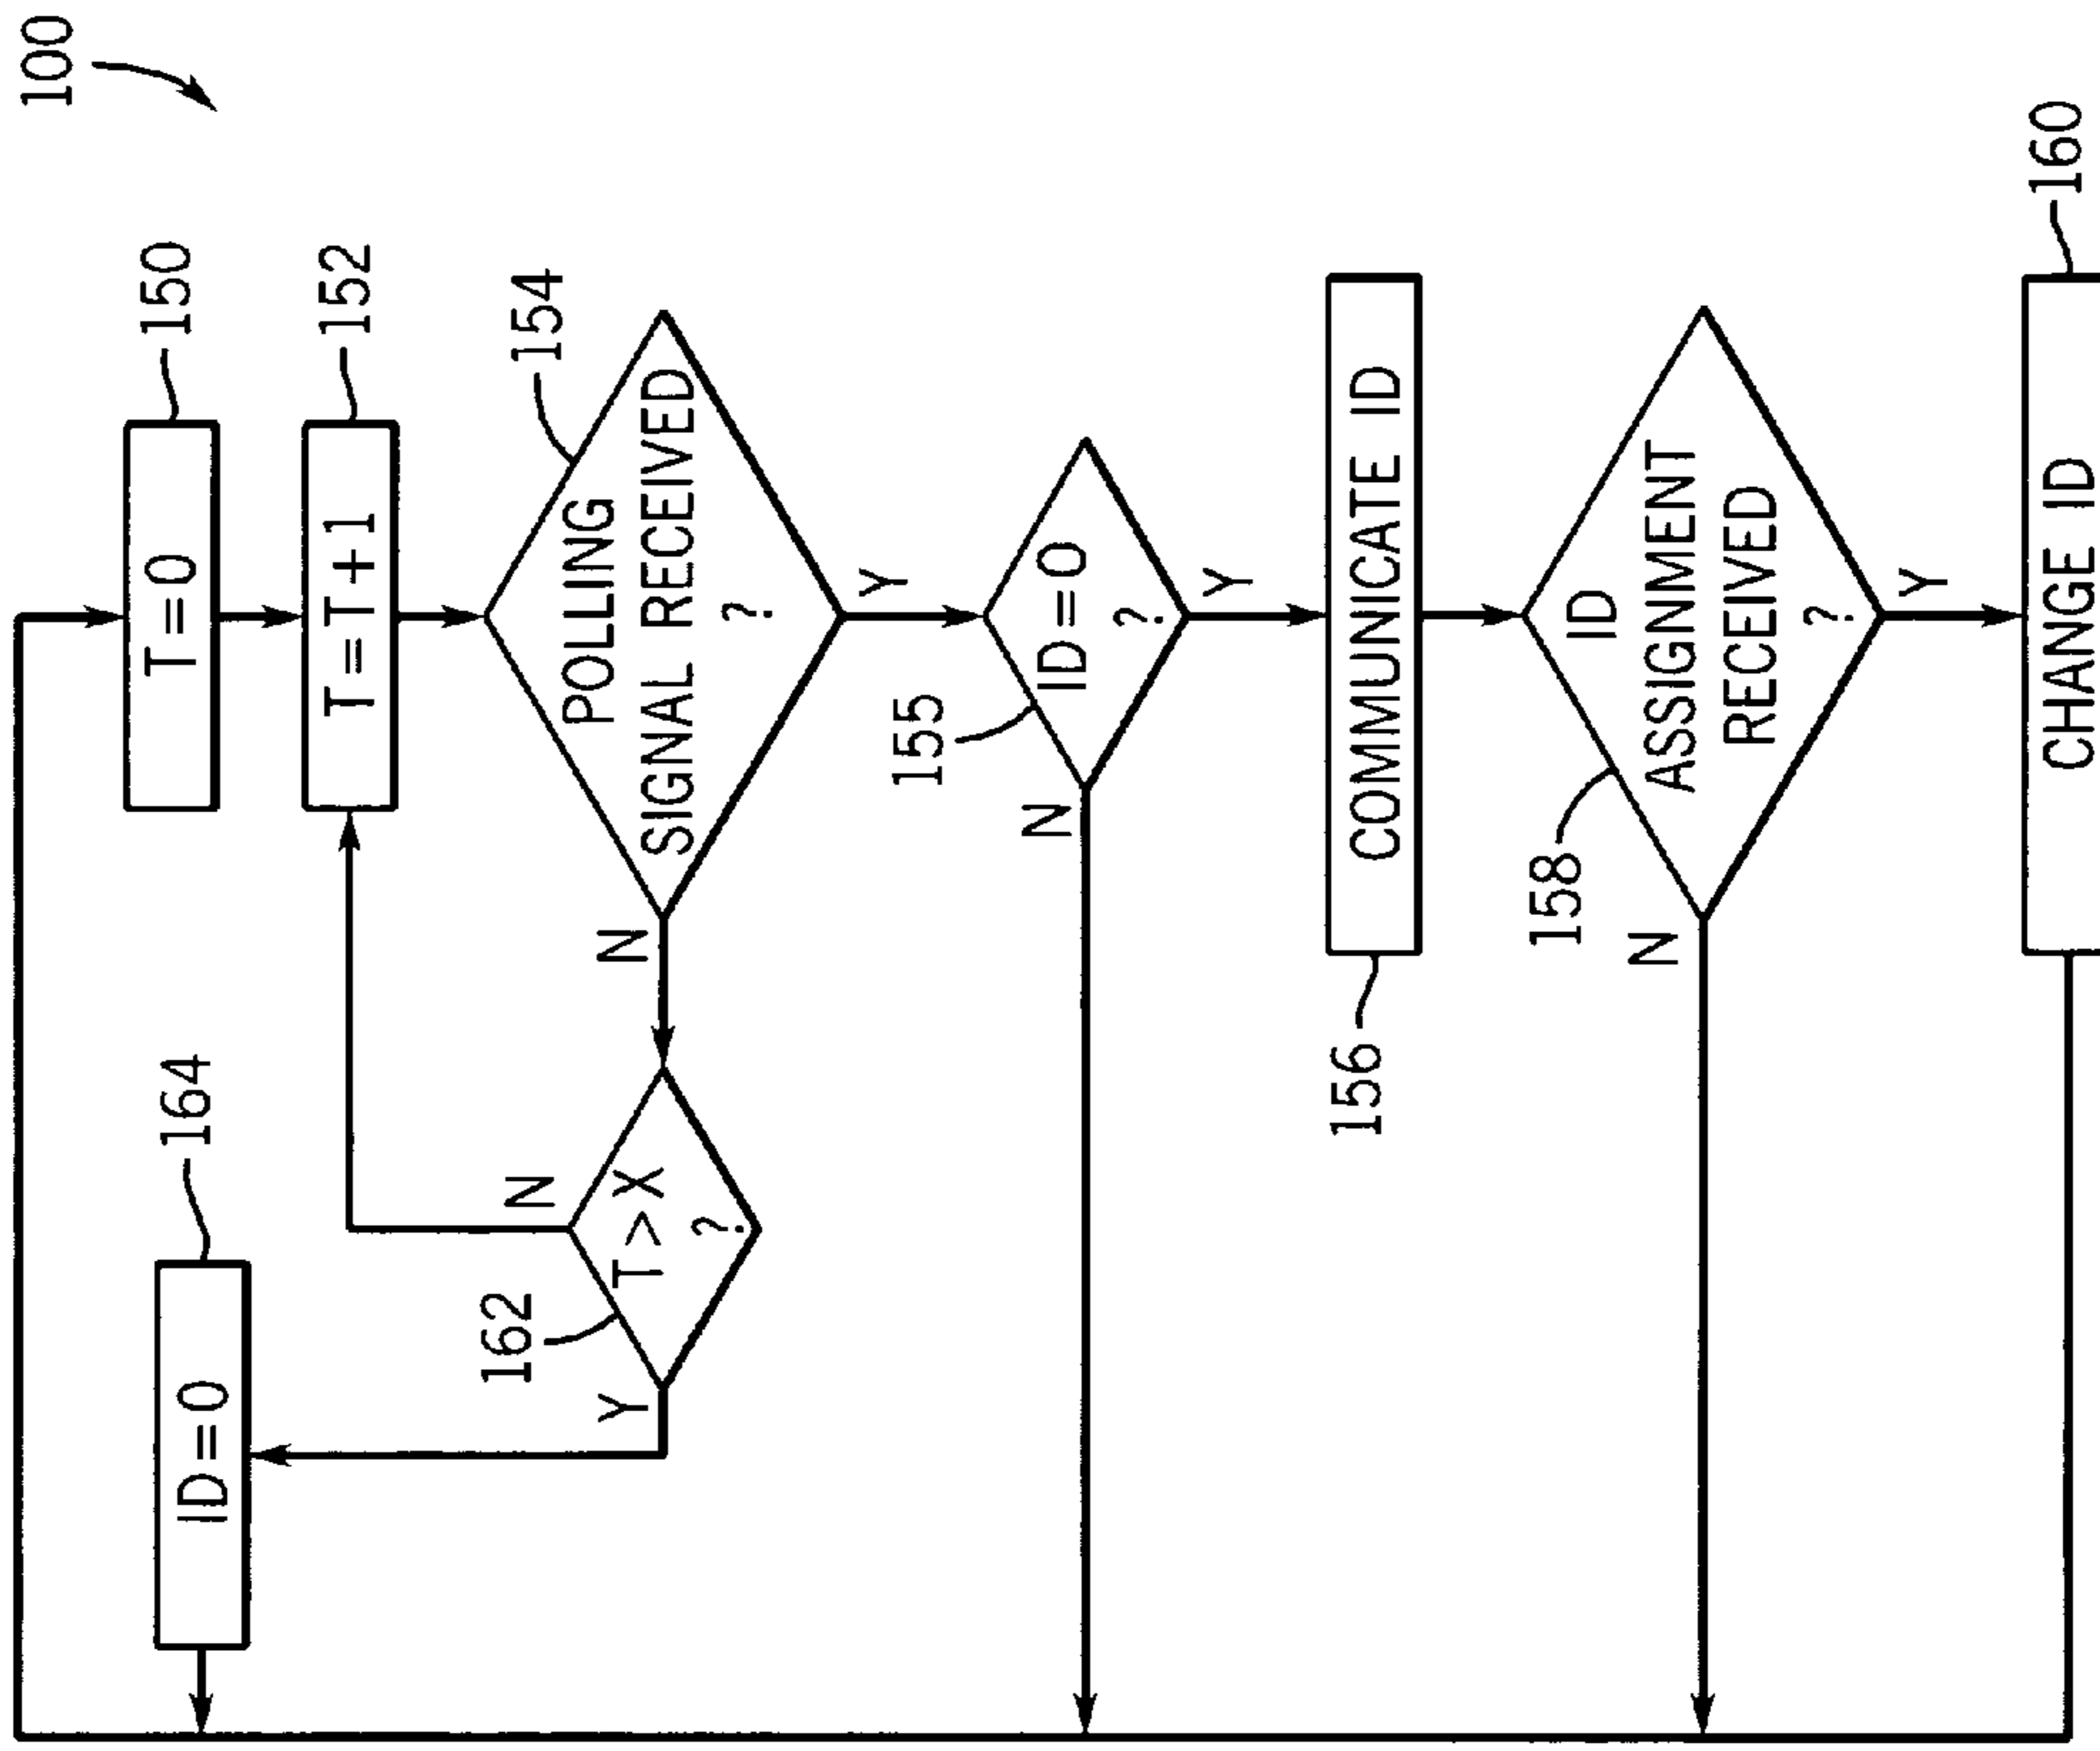 100
150
T=0
152
T=T+1
154
POLLING
SIGNAL RECEIVED
?
N
Y
162
T>X
?
N
Y
164
ID=0
155
ID=0
?
N
Y
156
COMMUNICATE ID
158
ID
ASSIGNMENT
RECEIVED
?
N
Y
160
CHANGE ID